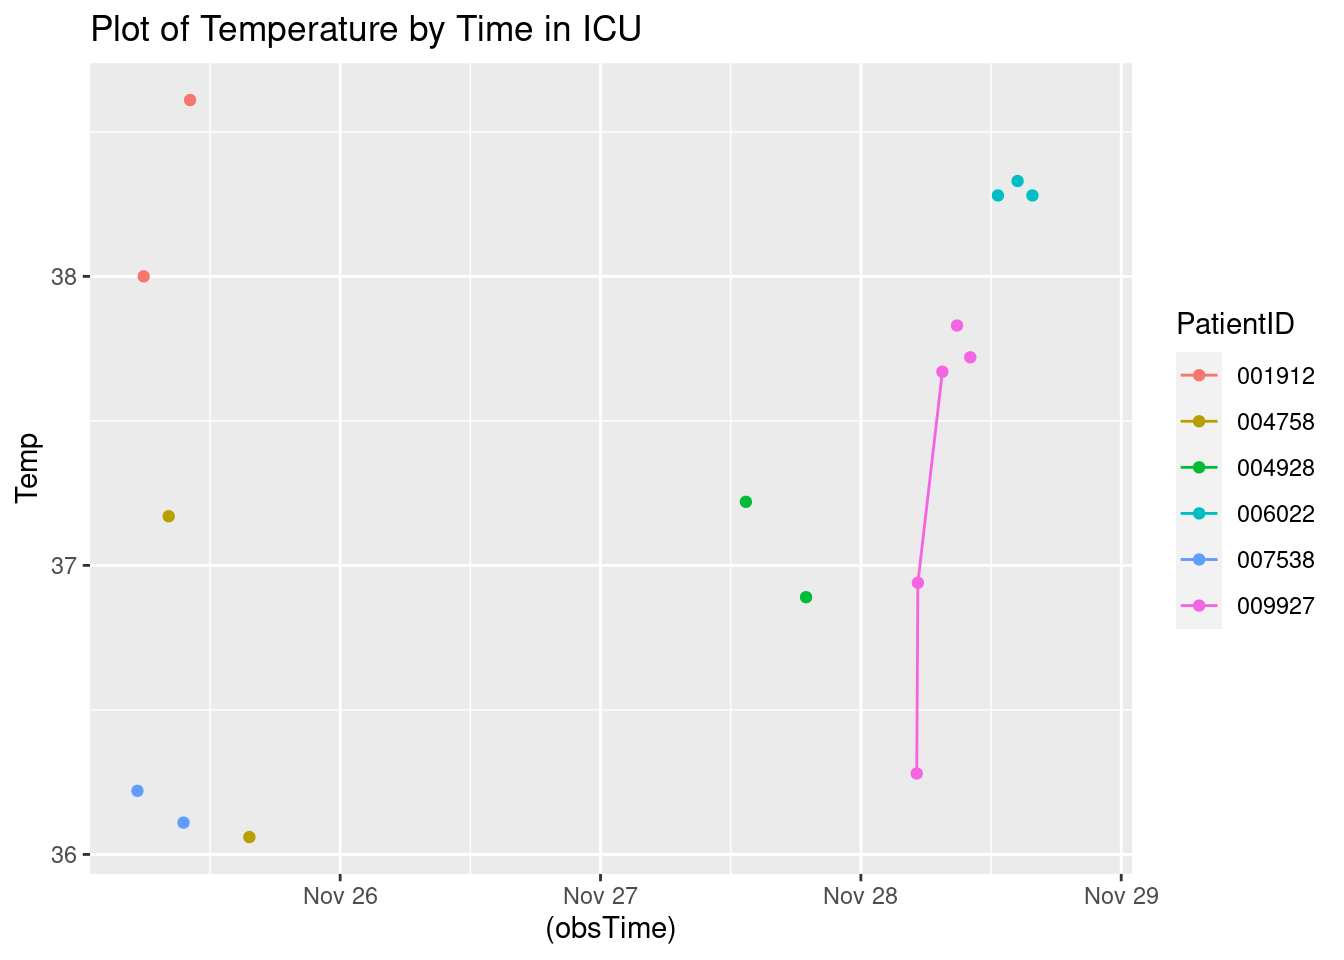 Plot of Temperature by Time in ICU
Temp
38
37
36
Nov 26
Nov 27
Nov 28
Nov 29
(obsTime)
PatientID
001912
004758
004928
006022
007538
009927